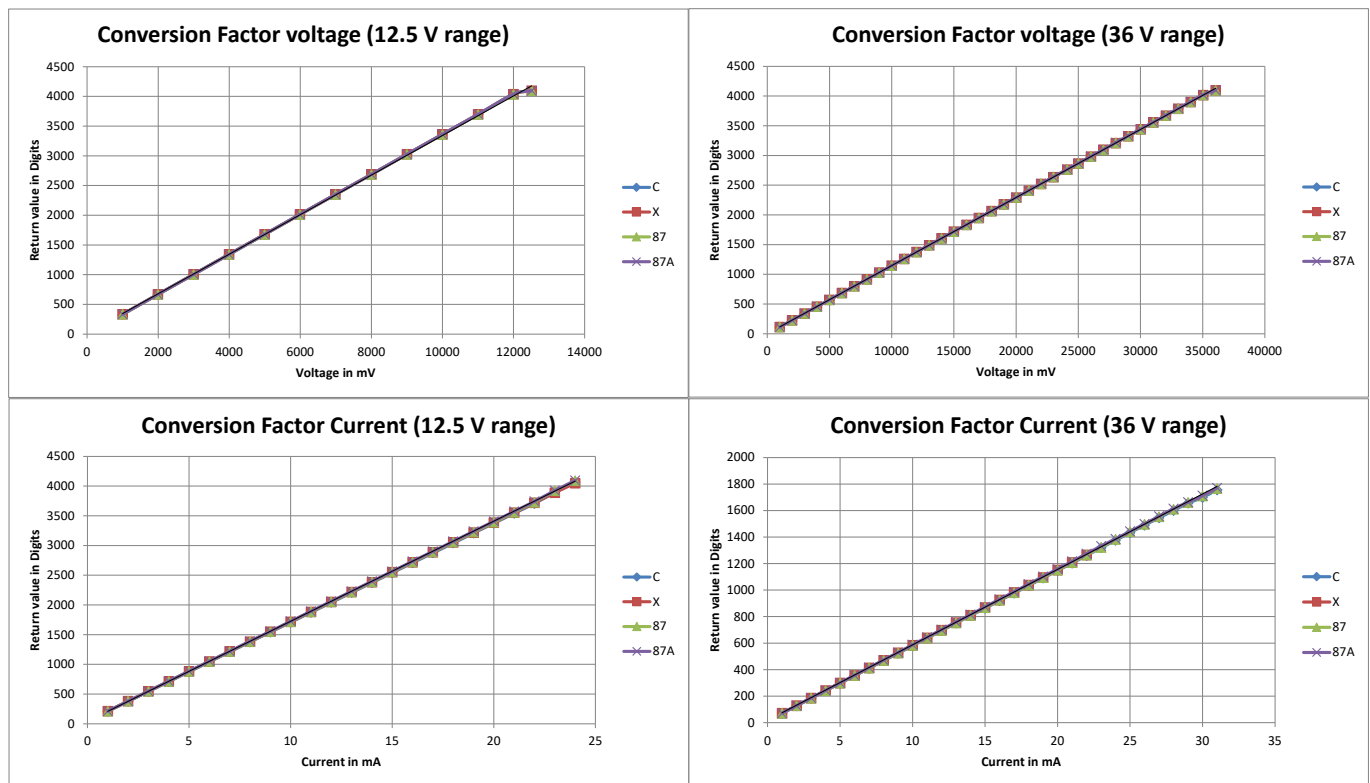 Conversion Factor voltage (12.5 V range)
4500
4000
3500
3000
2500
2000
1500
1000
500
0
Return value in Digits
0 2000 4000 6000 8000 10000 12000 14000
Voltage in mV
C
X
87
87A
Conversion Factor voltage (36 V range)
4500
4000
3500
3000
2500
2000
1500
1000
500
0
Return value in Digits
0 5000 10000 15000 20000 25000 30000 35000 40000
Voltage in mV
C
X
87
87A
Conversion Factor Current (12.5 V range)
4500
4000
3500
3000
2500
2000
1500
1000
500
0
Return value in Digits
0 5 10 15 20 25
Current in mA
C
X
87
87A
Conversion Factor Current (36 V range)
2000
1800
1600
1400
1200
1000
800
600
400
200
0
Return value in Digits
0 5 10 15 20 25 30 35
Current in mA
C
X
87
87A